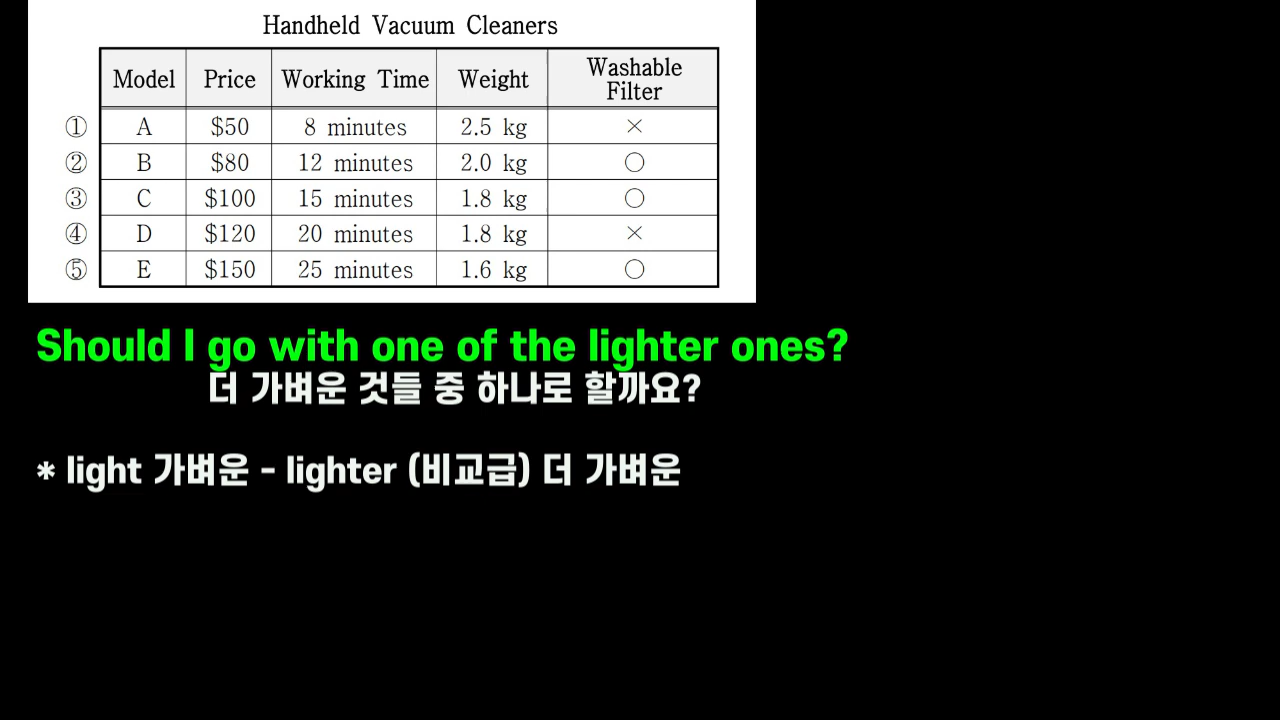 Handheld Vacuum Cleaners
Model Price Working Time Weight Washable Filter
① A $50 8 minutes 2.5 kg ×
② B $80 12 minutes 2.0 kg ○
③ C $100 15 minutes 1.8 kg ○
④ D $120 20 minutes 1.8 kg ×
⑤ E $150 25 minutes 1.6 kg ○
Should I go with one of the lighter ones?
더 가벼운 것들 중 하나로 할까요?
* light 가벼운 - lighter (비교급) 더 가벼운